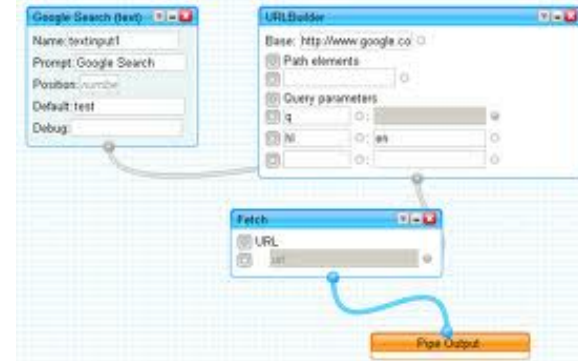 Google Search (text)
Name: textinput1
Prompt: Google Search
Position: number
Default: test
Debug:
URLBuilder
Base: http://www.google.co
Path elements
Query parameters
q :
hl : en
:
Fetch
URL
url
Pipe Output